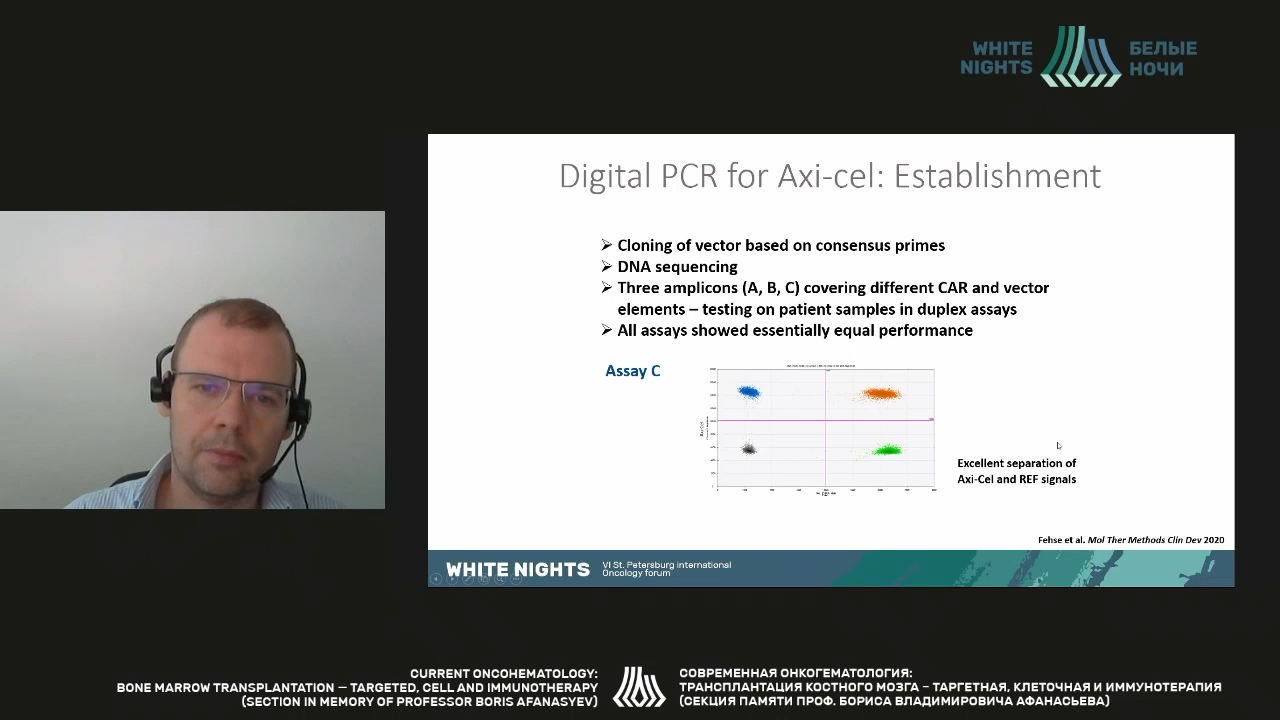 WHITE
NIGHTS
БЕЛЫЕ
НОЧИ
Digital PCR for Axi-cel: Establishment
Cloning of vector based on consensus primes
DNA sequencing
Three amplicons (A, B, C) covering different CAR and vector
elements – testing on patient samples in duplex assays
All assays showed essentially equal performance
Assay C
Excellent separation of
Axi-Cel and REF signals
Fehse et al. Mol Ther Methods Clin Dev 2020
WHITE NIGHTS
VI St. Petersburg international
Oncology forum
CURRENT ONCOHEMATOLOGY:
BONE MARROW TRANSPLANTATION – TARGETED, CELL AND IMMUNOTHERAPY
(SECTION IN MEMORY OF PROFESSOR BORIS AFANASYEV)
СОВРЕМЕННАЯ ОНКОГЕМАТОЛОГИЯ:
ТРАНСПЛАНТАЦИЯ КОСТНОГО МОЗГА – ТАРГЕТНАЯ, КЛЕТОЧНАЯ И ИММУНОТЕРАПИЯ
(СЕКЦИЯ ПАМЯТИ ПРОФ. БОРИСА ВЛАДИМИРОВИЧА АФАНАСЬЕВА)